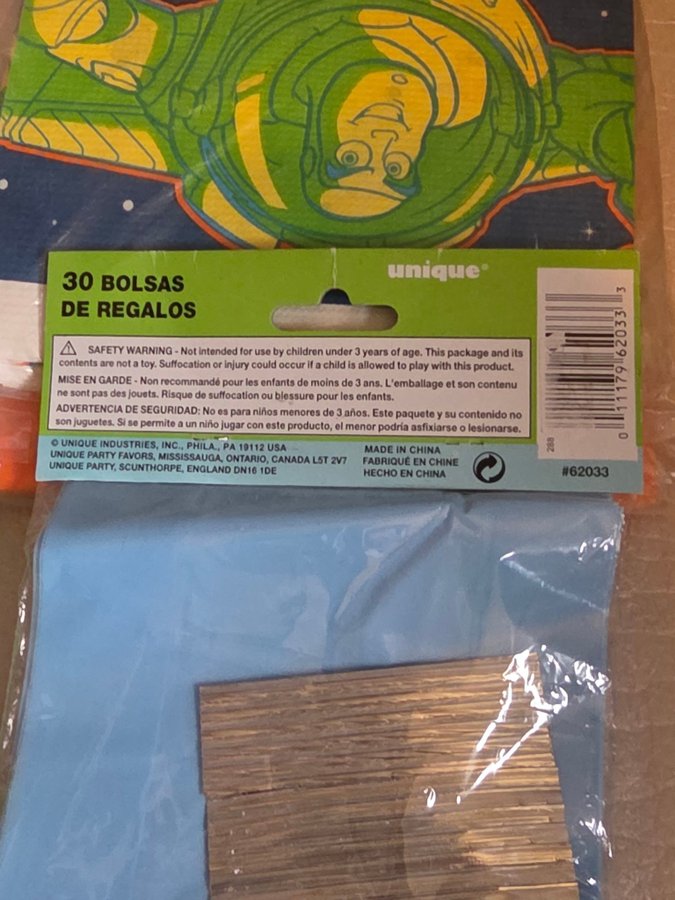 30 BOLSAS
DE REGALOS
unique®
⚠ SAFETY WARNING - Not intended for use by children under 3 years of age. This package and its
contents are not a toy. Suffocation or injury could occur if a child is allowed to play with this product.
MISE EN GARDE - Non recommandé pour les enfants de moins de 3 ans. L'emballage et son contenu
ne sont pas des jouets. Risque de suffocation ou blessure pour les enfants.
ADVERTENCIA DE SEGURIDAD: No es para niños menores de 3 años. Este paquete y su contenido no
son juguetes. Si se permite a un niño jugar con este producto, el menor podría asfixiarse o lesionarse.
© UNIQUE INDUSTRIES, INC., PHILA., PA 19112 USA
UNIQUE PARTY FAVORS, MISSISSAUGA, ONTARIO, CANADA L5T 2V7
UNIQUE PARTY, SCUNTHORPE, ENGLAND DN16 1DE
MADE IN CHINA
FABRIQUÉ EN CHINE
HECHO EN CHINA
288
0 11179 62033 3
#62033